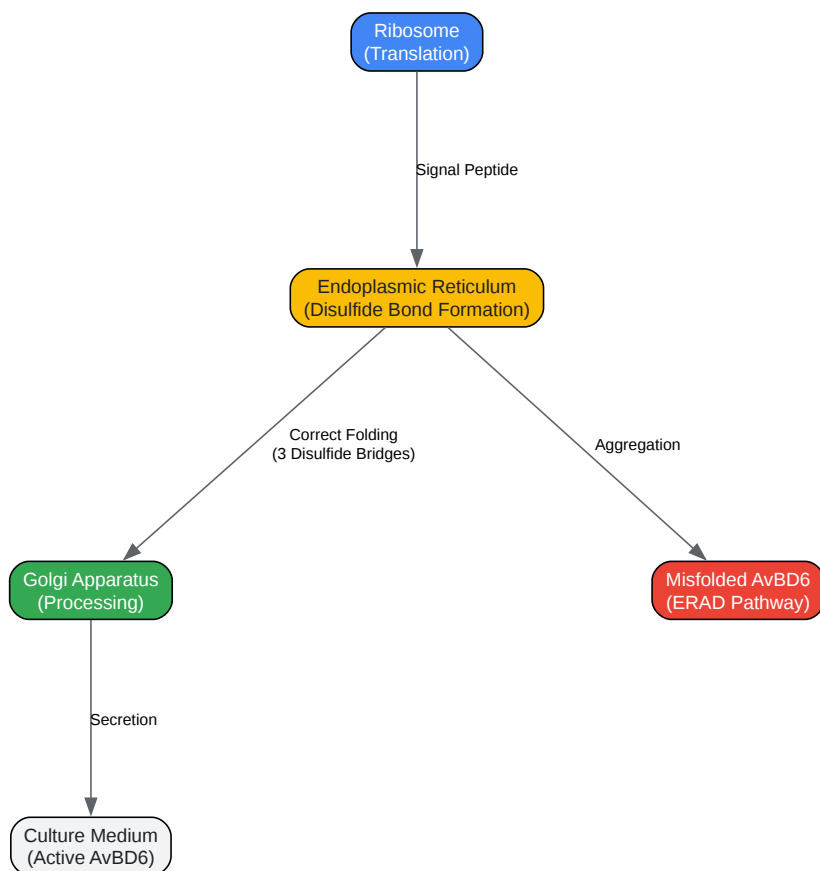 Ribosome
(Translation)
Signal Peptide
Endoplasmic Reticulum
(Disulfide Bond Formation)
Correct Folding
(3 Disulfide Bridges)
Aggregation
Golgi Apparatus
(Processing)
Misfolded AvBD6
(ERAD Pathway)
Secretion
Culture Medium
(Active AvBD6)